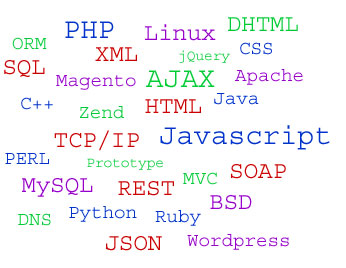 PHP Linux DHTML
ORM XML jQuery CSS
SQL Magento AJAX Apache
C++ Zend HTML Java
TCP/IP Javascript
PERL Prototype MVC SOAP
MySQL REST BSD
DNS Python Ruby
JSON Wordpress